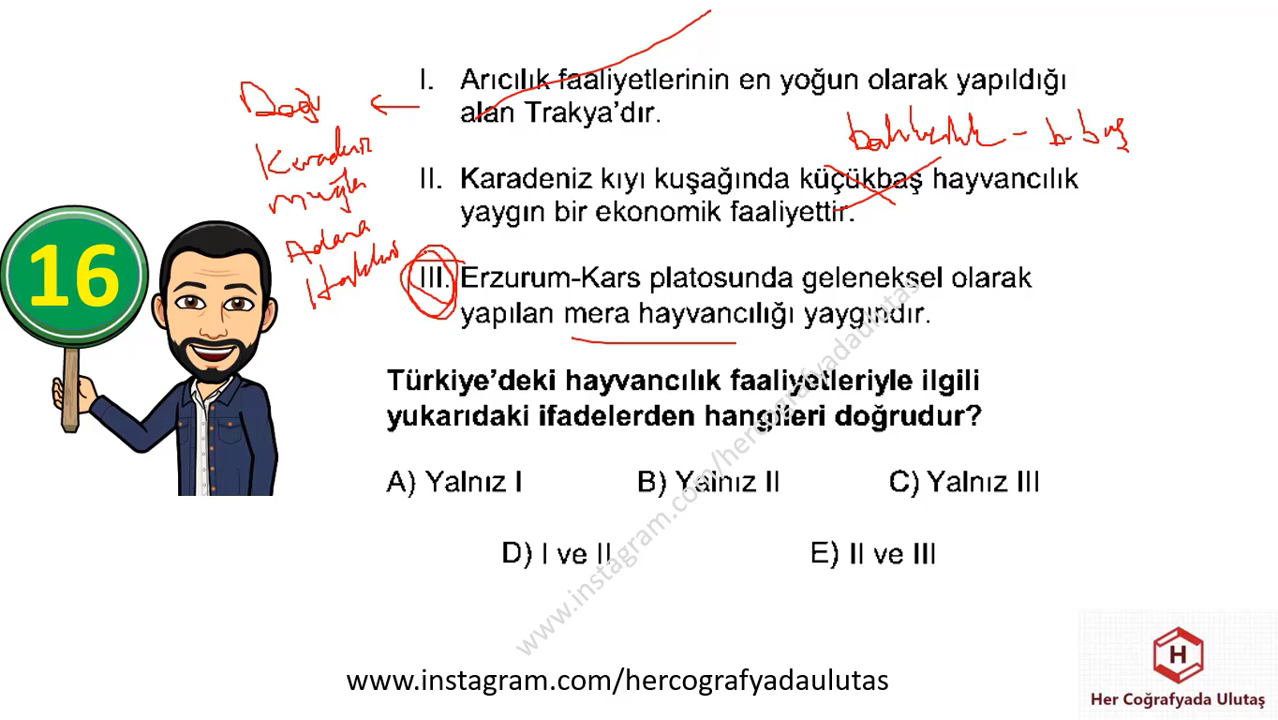 I. Arıcılık faaliyetlerinin en yoğun olarak yapıldığı
alan Trakya’dır.
Doğu
Karadeniz
Muğla
Adana
Hakkari
balıkçılık - b. baş
II. Karadeniz kıyı kuşağında küçükbaş hayvancılık
yaygın bir ekonomik faaliyettir.
16
III. Erzurum-Kars platosunda geleneksel olarak
yapılan mera hayvancılığı yaygındır.
Türkiye’deki hayvancılık faaliyetleriyle ilgili
yukarıdaki ifadelerden hangileri doğrudur?
A) Yalnız I B) Yalnız II C) Yalnız III
D) I ve II E) II ve III
www.instagram.com/hercografyadaulutas
www.instagram.com/hercografyadaulutas
H
Her Coğrafyada Ulutaş